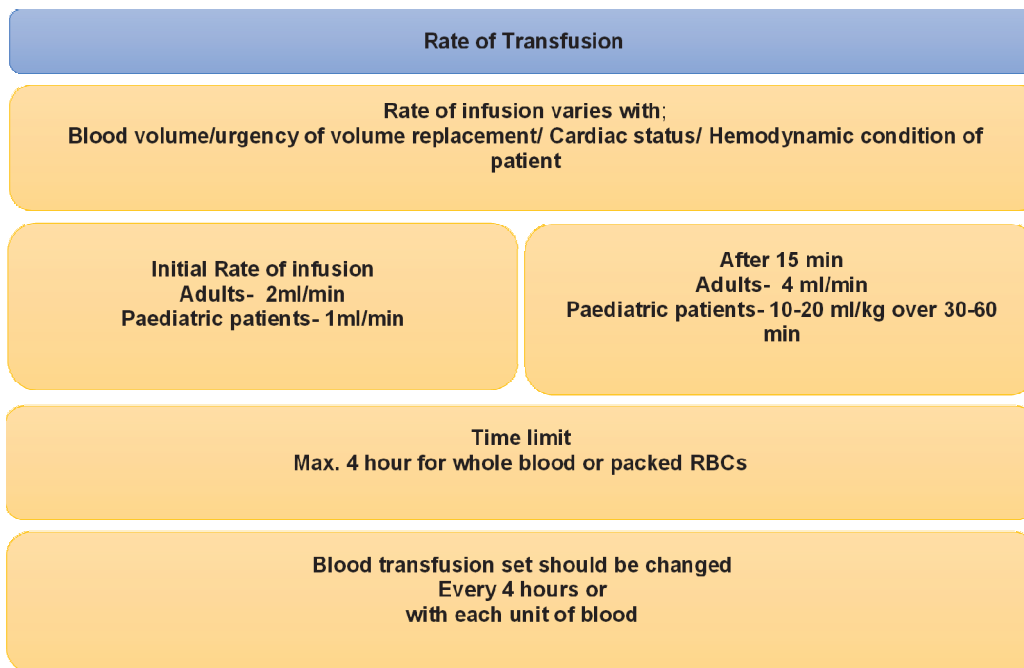 Rate of Transfusion
Rate of infusion varies with;
Blood volume/urgency of volume replacement/ Cardiac status/ Hemodynamic condition of
patient
Initial Rate of infusion
Adults-  2ml/min
Paediatric patients- 1ml/min
After 15 min
Adults-  4 ml/min
Paediatric patients- 10-20 ml/kg over 30-60
min
Time limit
Max. 4 hour for whole blood or packed RBCs
Blood transfusion set should be changed
Every 4 hours or
with each unit of blood